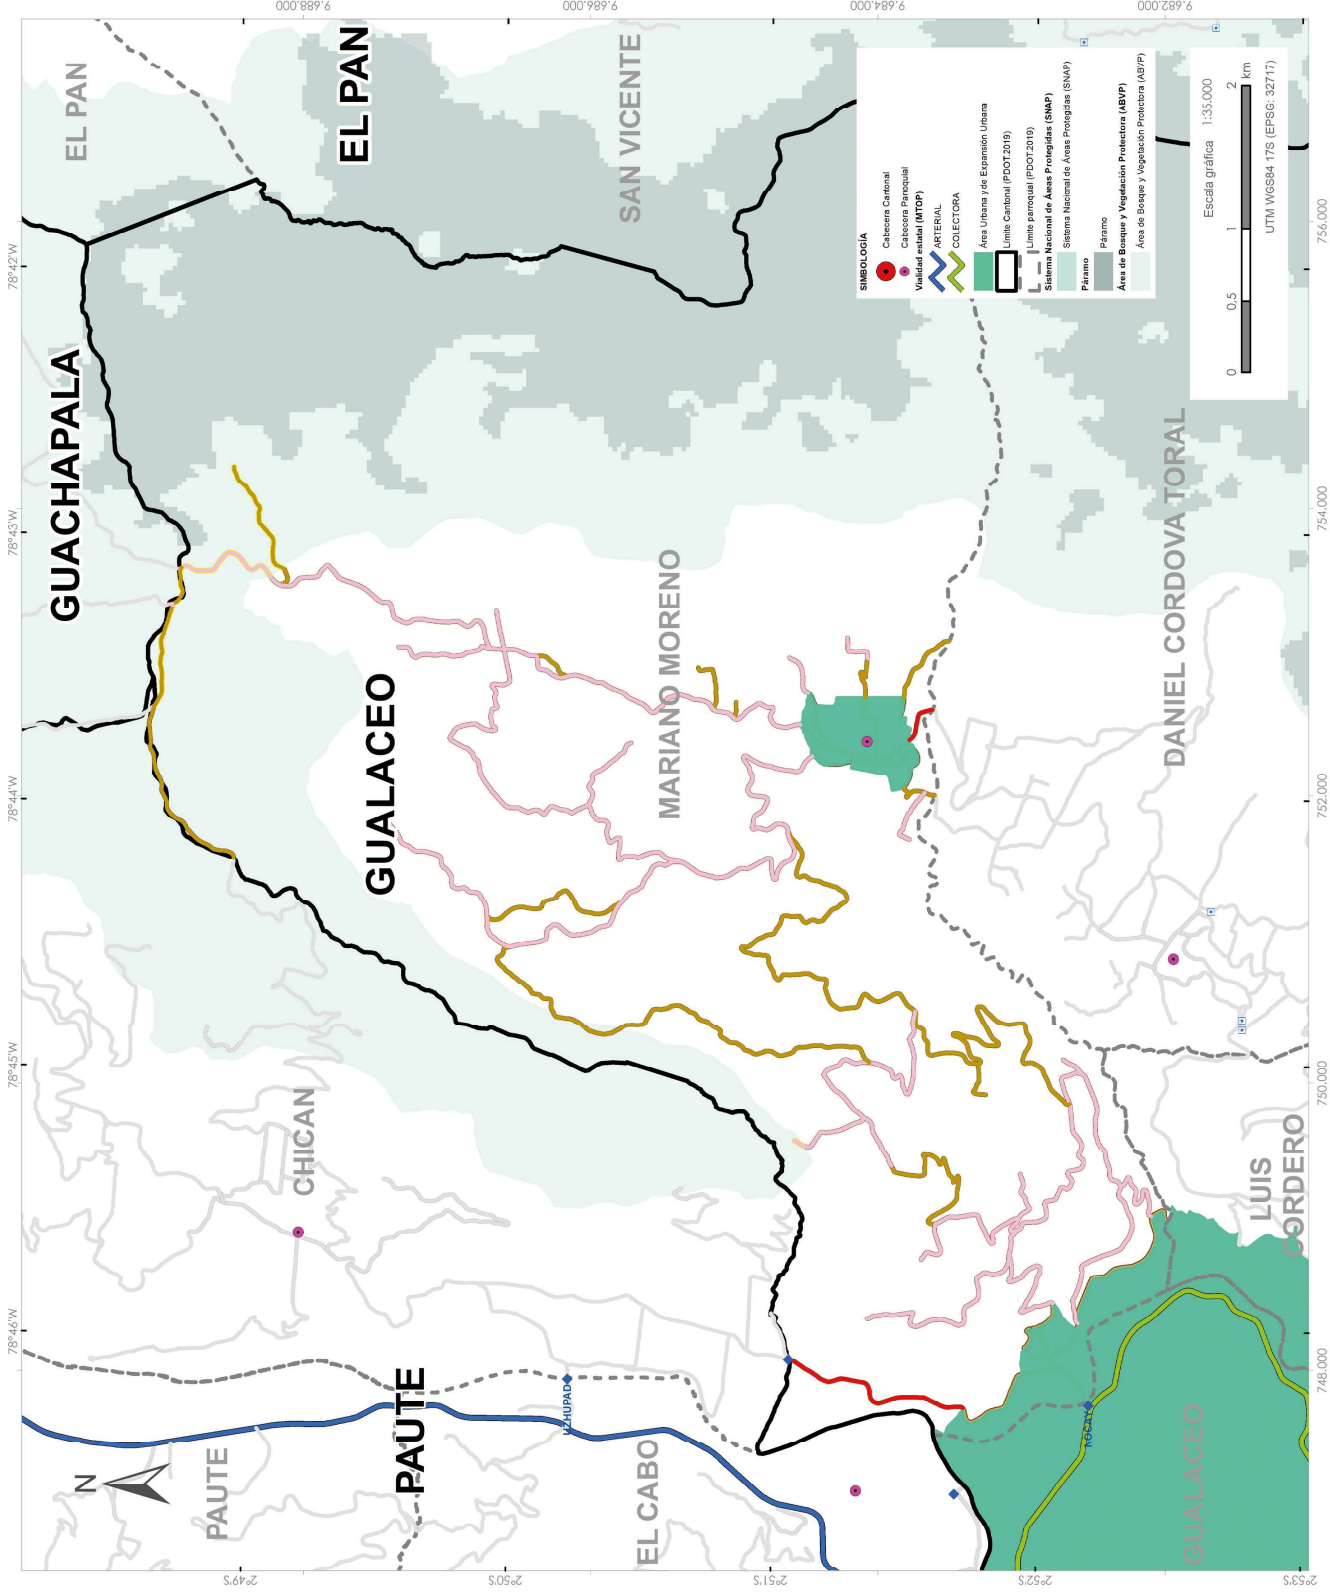 GUACHAPALA
EL PAN
EL PAN
SAN VICENTE
GUALACEO
MARIANO MORENO
DANIEL CORDOVA TORAL
CHICAN
LUIS
CORDERO
PAUTE
PAUTE
EL CABO
UZHUPAD
GUALACEO
N
78°42'W
78°43'W
78°44'W
78°45'W
78°46'W
2°49'S
2°50'S
2°51'S
2°52'S
2°53'S
9.688.000
9.686.000
9.684.000
9.682.000
756.000
754.000
752.000
750.000
748.000
SIMBOLOGÍA
Cabecera Cantonal
Cabecera Parroquial
Vialidad estatal (MTOP)
ARTERIAL
COLECTORA
Área Urbana y de Expansión Urbana
Límite Cantonal (PDOT2019)
Límite parroquial (PDOT2019)
Sistema Nacional de Áreas Protegidas (SNAP)
Sistema Nacional de Áreas Protegidas (SNAP)
Páramo
Páramo
Área de Bosque y Vegetación Protectora (ABVP)
Área de Bosque y Vegetación Protectora (ABVP)
Escala gráfica 1:35.000
0 0,5 1 2
km
UTM WGS84 17S (EPSG: 32717)